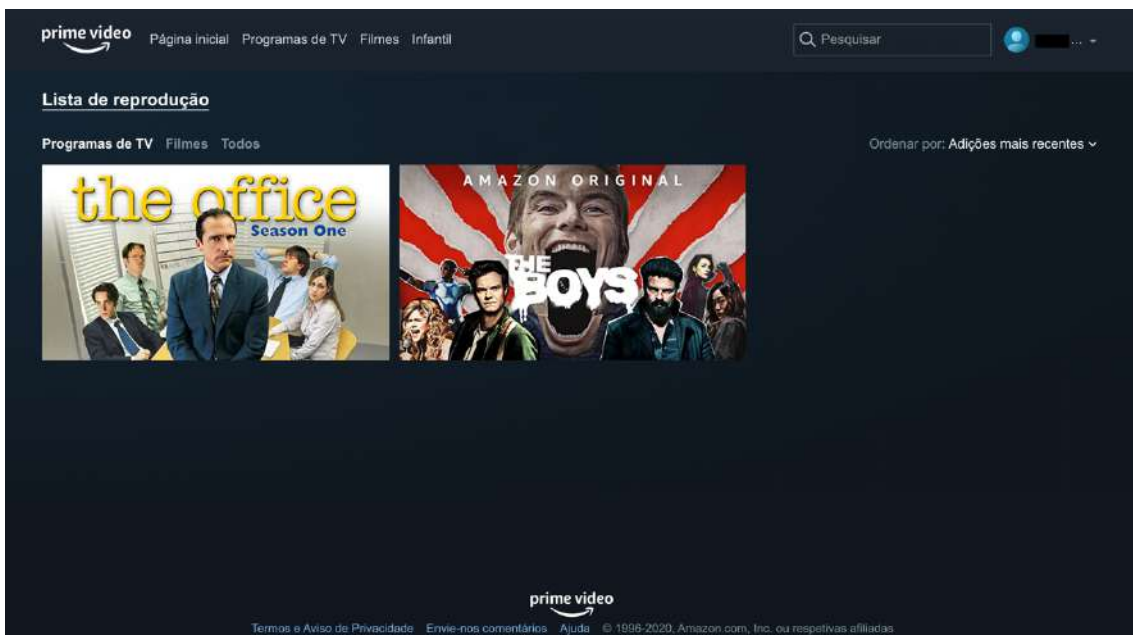 prime video Página inicial Programas de TV Filmes Infantil Pesquisar ...
Lista de reprodução
Programas de TV Filmes Todos Ordenar por: Adições mais recentes
the office
Season One
AMAZON ORIGINAL
THE
BOYS
prime video
Termos e Aviso de Privacidade Envie-nos comentários Ajuda © 1996-2020, Amazon.com, Inc. ou respetivas afiliadas